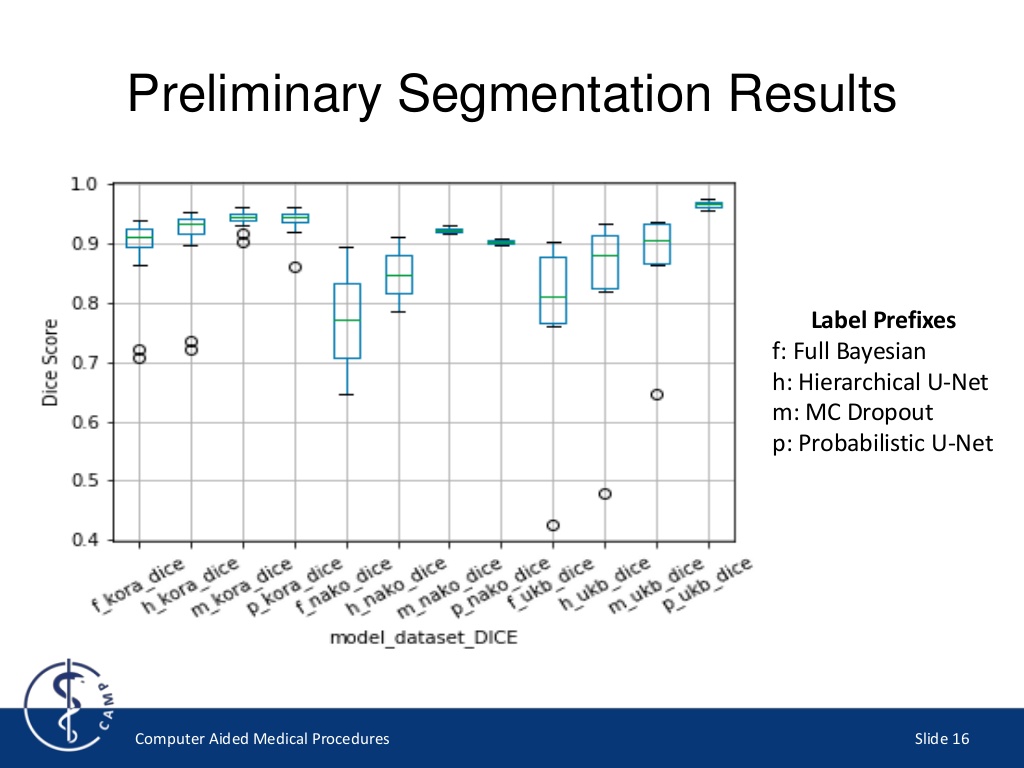 Preliminary Segmentation Results
1.0
0.9
0.8
0.7
0.6
0.5
0.4
Dice Score
f_kora_dice
h_kora_dice
m_kora_dice
p_kora_dice
f_nako_dice
h_nako_dice
m_nako_dice
p_nako_dice
f_ukb_dice
h_ukb_dice
m_ukb_dice
p_ukb_dice
model_dataset_DICE
Label Prefixes
f: Full Bayesian
h: Hierarchical U-Net
m: MC Dropout
p: Probabilistic U-Net
CAMP
Computer Aided Medical Procedures
Slide 16